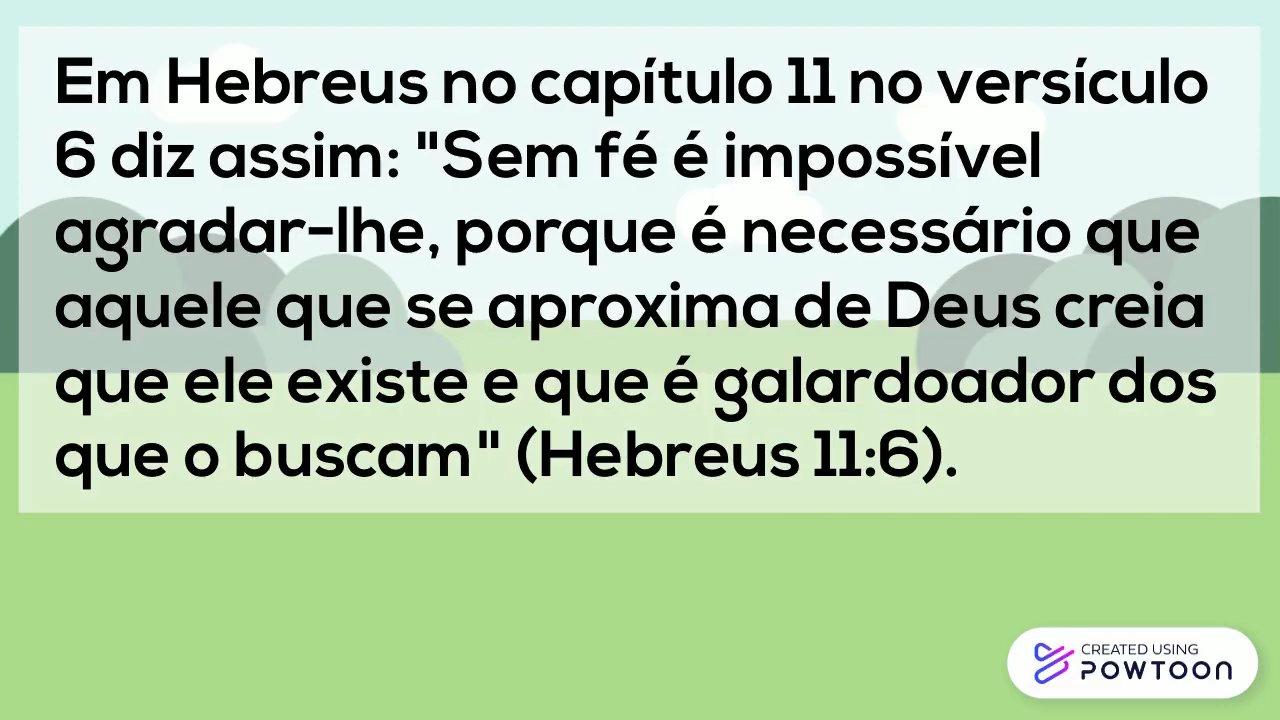 Em Hebreus no capítulo 11 no versículo
6 diz assim: "Sem fé é impossível
agradar-lhe, porque é necessário que
aquele que se aproxima de Deus creia
que ele existe e que é galardoador dos
que o buscam" (Hebreus 11:6).
CREATED USING
POWTOON